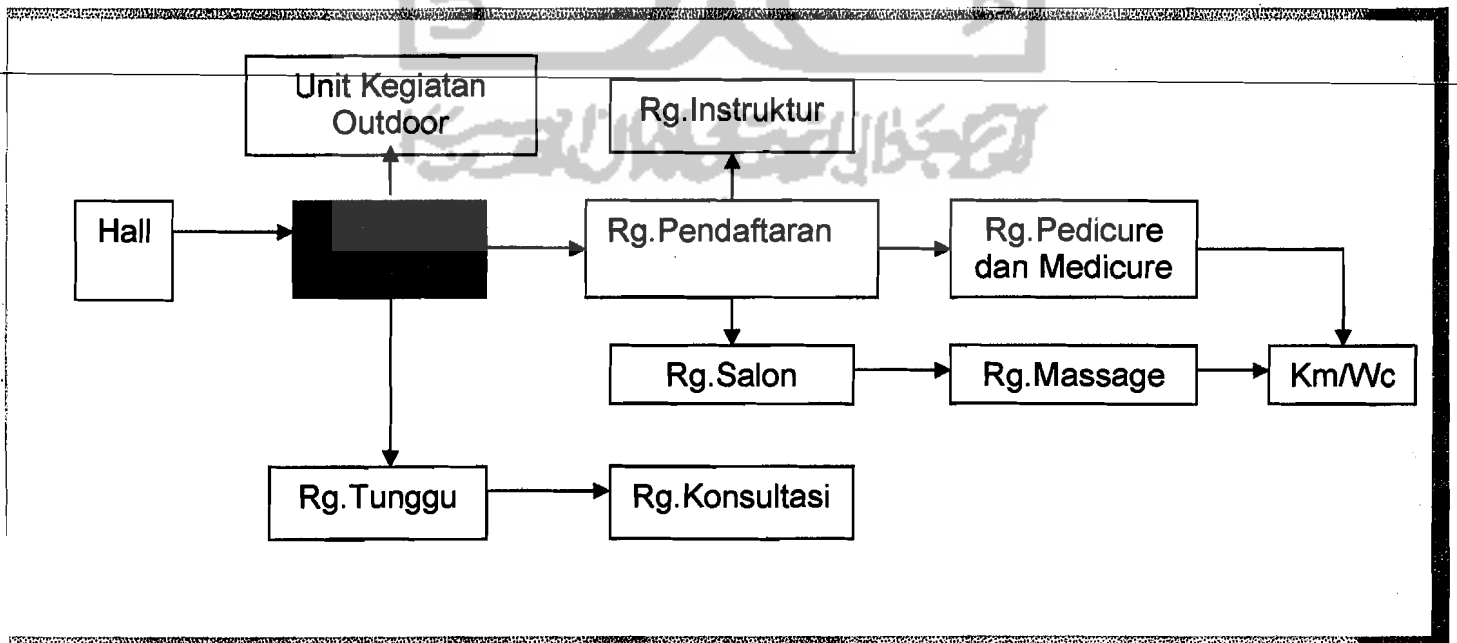 Unit Kegiatan
Outdoor
Rg.Instruktur
Hall
Rg.Pendaftaran
Rg.Pedicure
dan Medicure
Rg.Salon
Rg.Massage
Km/Wc
Rg.Tunggu
Rg.Konsultasi